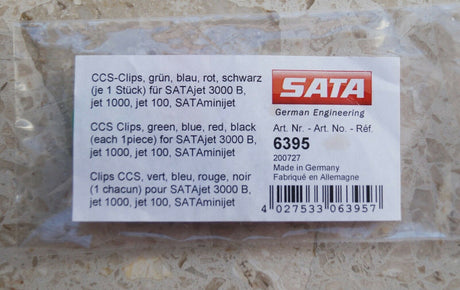 CCS-Clips, grün, blau, rot, schwarz
(je 1 Stück) für SATAjet 3000 B,
jet 1000, jet 100, SATAminijet
CCS Clips, green, blue, red, black
(each 1piece) for SATAjet 3000 B,
jet 1000, jet 100, SATAminijet
Clips CCS, vert, bleu, rouge, noir
(1 chacun) pour SATAjet 3000 B,
jet 1000, jet 100, SATAminijet
SATA
German Engineering
Art. Nr. - Art. No. - Réf.
6395
200727
Made in Germany
Fabriqué en Allemagne
4 027533 063957